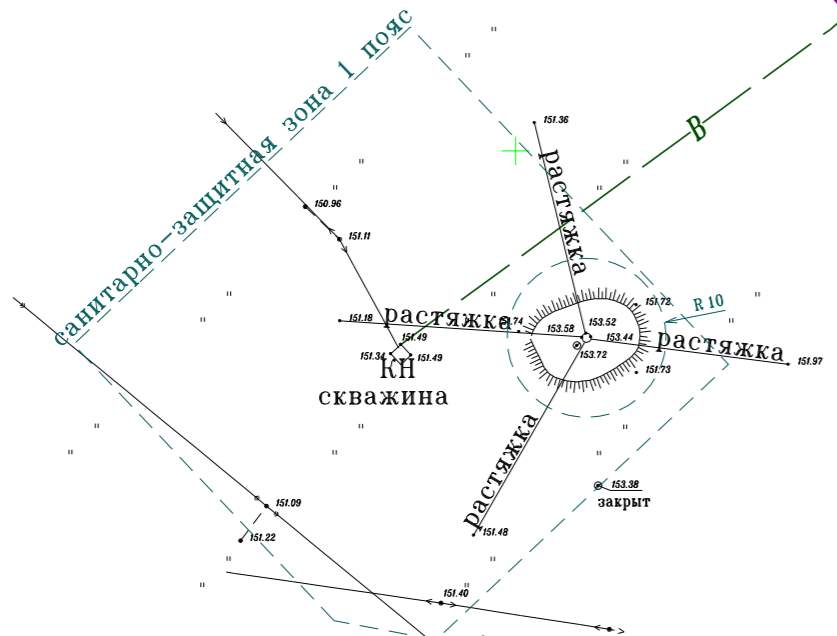 санитарно-защитная зона 1 пояс
151.36
растяжка
В
150.96
151.11
151.18
растяжка
151.74
153.58
153.52
153.44
153.72
151.72
R 10
растяжка
151.97
151.73
151.49
151.34
151.49
КН
скважина
растяжка
151.48
153.38
закрыт
151.09
151.22
151.40